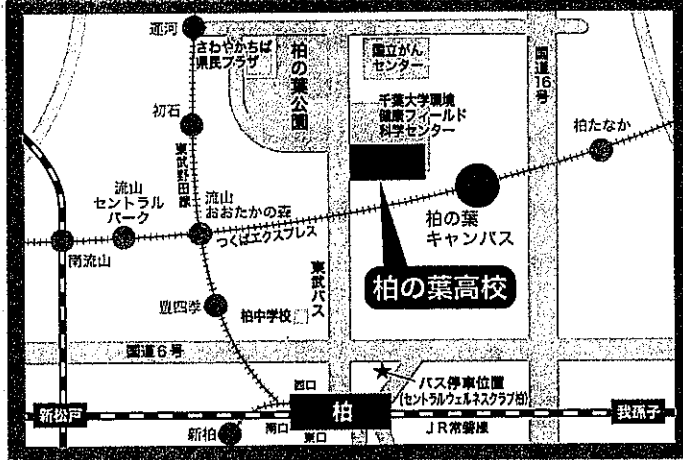 運河
さわやかちば
県民プラザ
柏の葉公園
国立がん
センター
国道16号
千葉大学環境
健康フィールド
科学センター
初石
東武野田線
柏たなか
流山
セントラル
パーク
流山
おおたかの森
つくばエクスプレス
柏の葉
キャンパス
南流山
東武バス
柏の葉高校
豊四季
柏中学校
国道6号
バス停車位置
(セントラルウェルネスクラブ柏)
西口
新松戸
柏
我孫子
新柏
南口
東口
JR常磐線